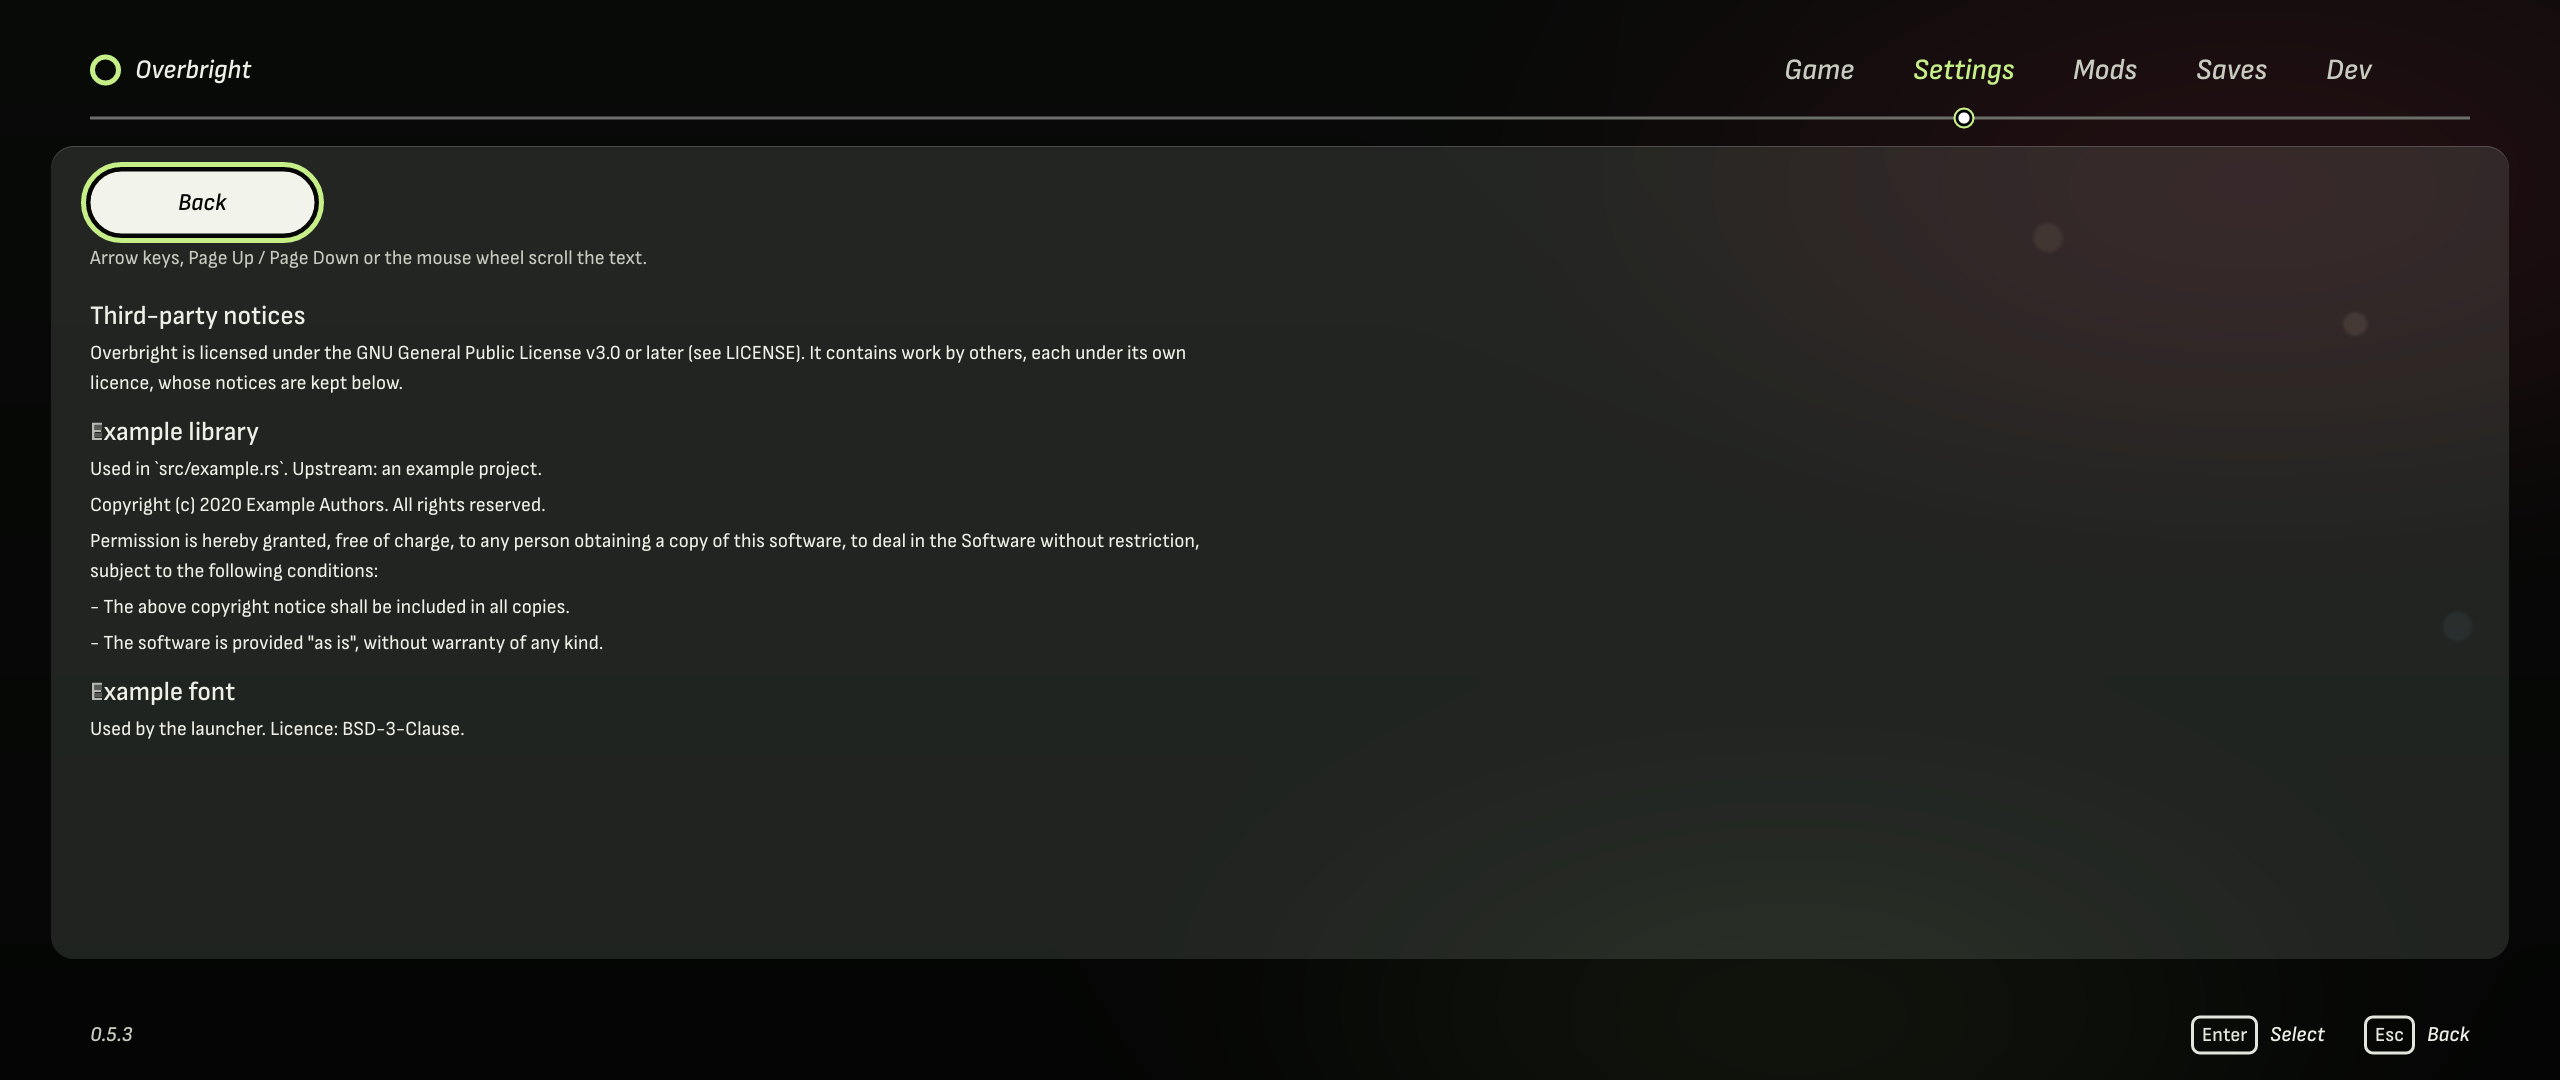 Overbright
Game Settings Mods Saves Dev
Back
Arrow keys, Page Up / Page Down or the mouse wheel scroll the text.
Third-party notices
Overbright is licensed under the GNU General Public License v3.0 or later (see LICENSE). It contains work by others, each under its own
licence, whose notices are kept below.
Example library
Used in `src/example.rs`. Upstream: an example project.
Copyright (c) 2020 Example Authors. All rights reserved.
Permission is hereby granted, free of charge, to any person obtaining a copy of this software, to deal in the Software without restriction,
subject to the following conditions:
- The above copyright notice shall be included in all copies.
- The software is provided "as is", without warranty of any kind.
Example font
Used by the launcher. Licence: BSD-3-Clause.
0.5.3
Enter Select Esc Back